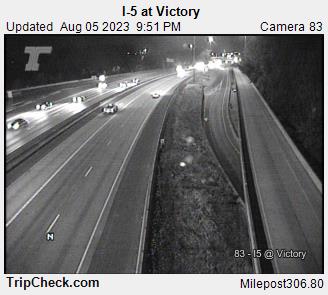 I-5 at Victory
Updated Aug 05 2023 9:51 PM Camera 83
T
N
83 - I5 @ Victory
TripCheck.com Milepost306.80